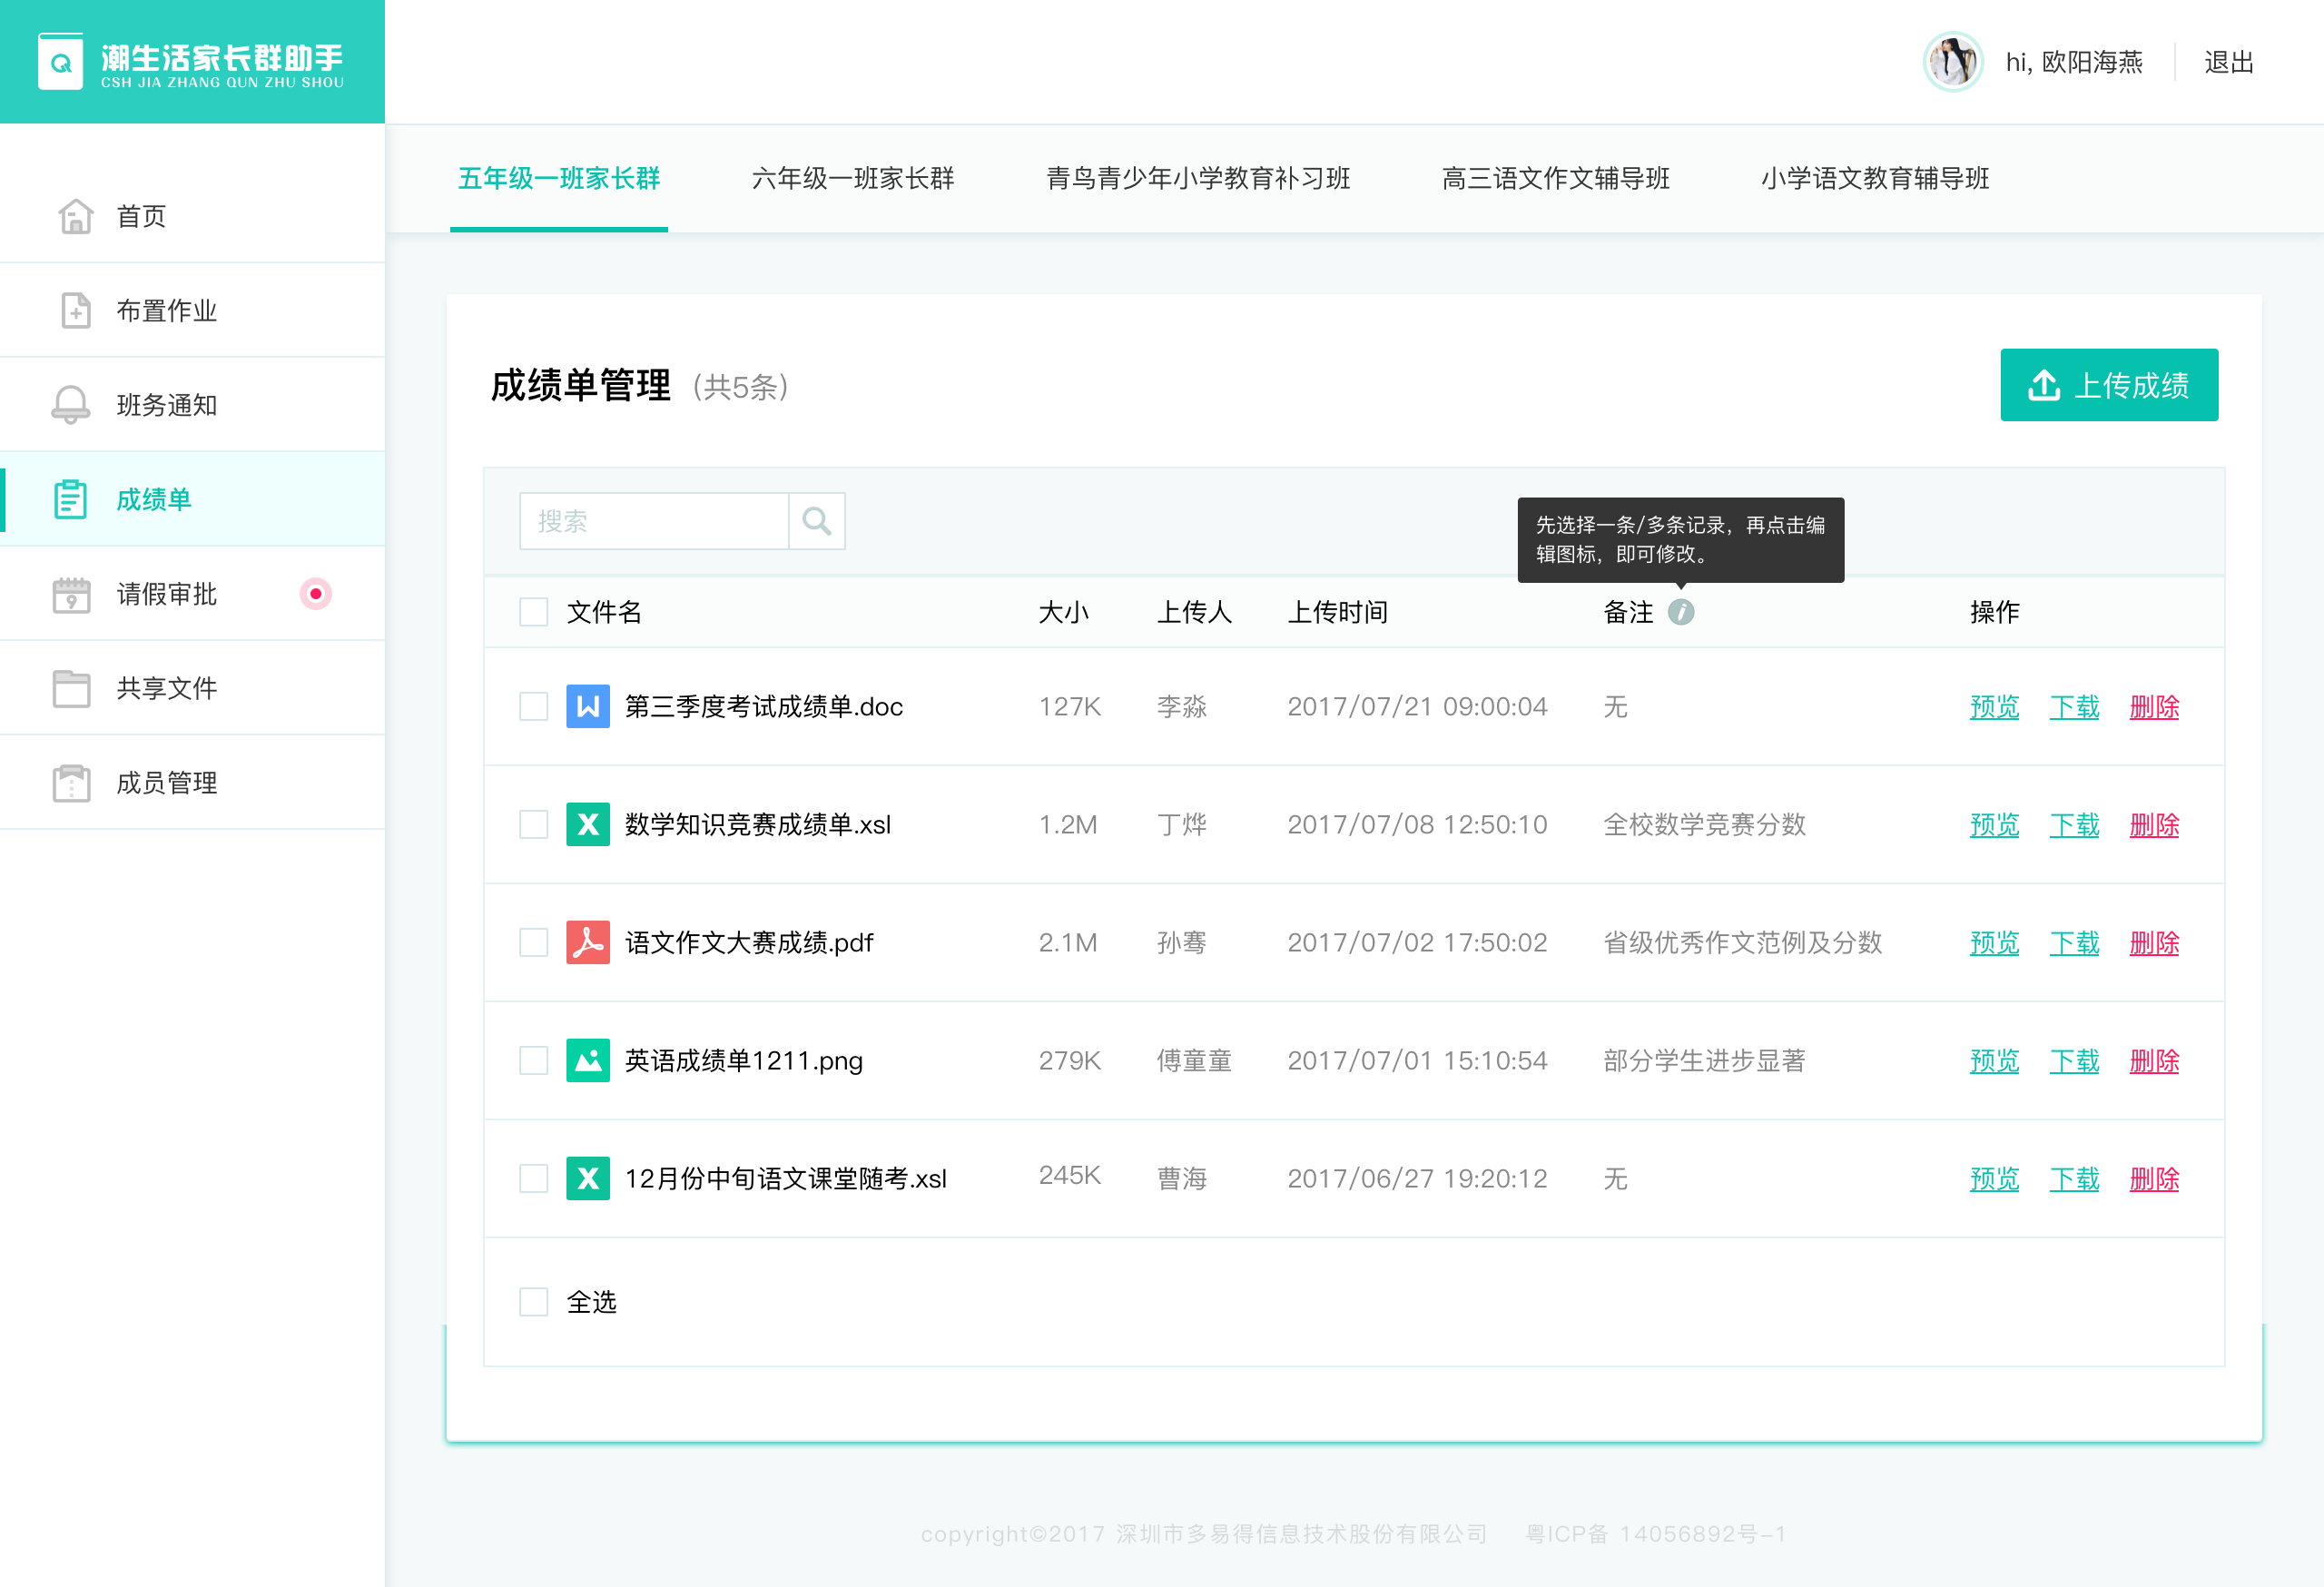 潮生活家长群助手
CSH JIA ZHANG QUN ZHU SHOU
hi, 欧阳海燕 退出
五年级一班家长群 六年级一班家长群 青鸟青少年小学教育补习班 高三语文作文辅导班 小学语文教育辅导班
首页
布置作业
班务通知
成绩单
请假审批
共享文件
成员管理
成绩单管理 (共5条) 上传成绩
搜索
先选择一条/多条记录，再点击编
辑图标，即可修改。
文件名 大小 上传人 上传时间 备注 操作
第三季度考试成绩单.doc 127K 李淼 2017/07/21 09:00:04 无 预览 下载 删除
数学知识竞赛成绩单.xsl 1.2M 丁烨 2017/07/08 12:50:10 全校数学竞赛分数 预览 下载 删除
语文作文大赛成绩.pdf 2.1M 孙骞 2017/07/02 17:50:02 省级优秀作文范例及分数 预览 下载 删除
英语成绩单1211.png 279K 傅童童 2017/07/01 15:10:54 部分学生进步显著 预览 下载 删除
12月份中旬语文课堂随考.xsl 245K 曹海 2017/06/27 19:20:12 无 预览 下载 删除
全选
copyright©2017 深圳市多易得信息技术股份有限公司 粤ICP备 14056892号-1